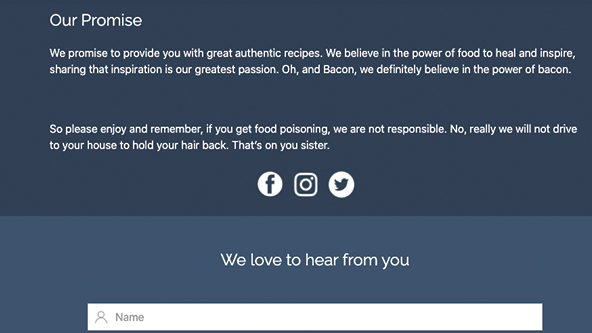 Our Promise
We promise to provide you with great authentic recipes. We believe in the power of food to heal and inspire,
sharing that inspiration is our greatest passion. Oh, and Bacon, we definitely believe in the power of bacon.
So please enjoy and remember, if you get food poisoning, we are not responsible. No, really we will not drive
to your house to hold your hair back. That's on you sister.
We love to hear from you
Name